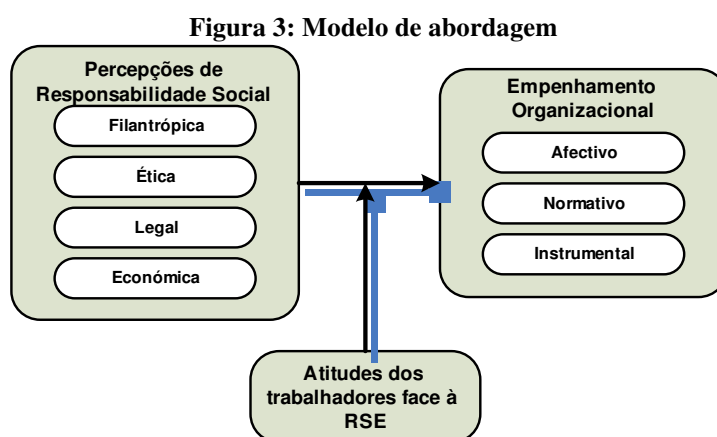 Figura 3: Modelo de abordagem
Percepções de
Responsabilidade Social
Filantrópica
Ética
Legal
Económica
Empenhamento
Organizacional
Afectivo
Normativo
Instrumental
Atitudes dos
trabalhadores face à
RSE